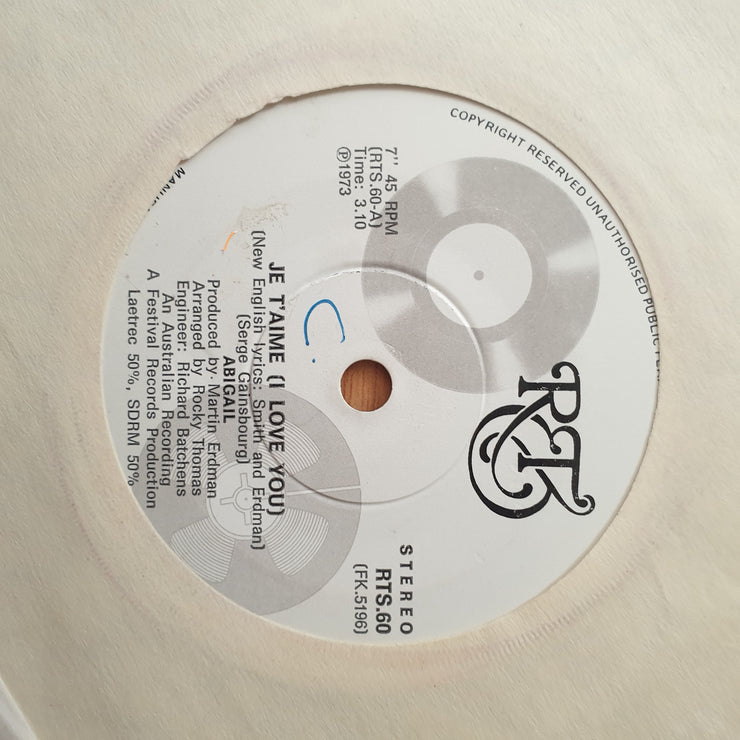 COPYRIGHT RESERVED UNAUTHORISED
RTC
7" 45 RPM
(RTS.60-A)
Time: 3.10
℗1973
STEREO
RTS.60
(FK.5196)
C.
JE T'AIME (I LOVE YOU)
(New English lyrics: Smith and Erdman)
(Serge Gainsbourg)
ABIGAIL
Produced by Martin Erdman
Arranged by Rocky Thomas
Engineer: Richard Batchens
An Australian Recording
A Festival Records Production
Laetrec 50%, SDRM 50%